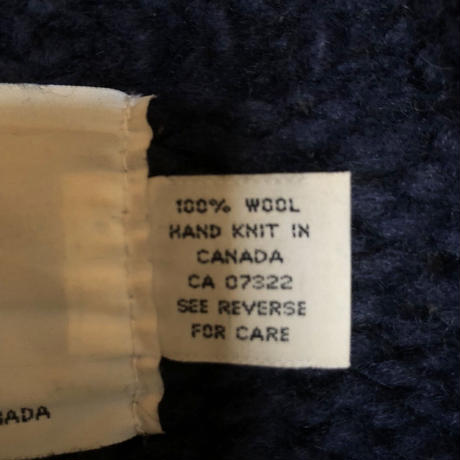 100% WOOL
HAND KNIT IN
CANADA
CA 07322
SEE REVERSE
FOR CARE